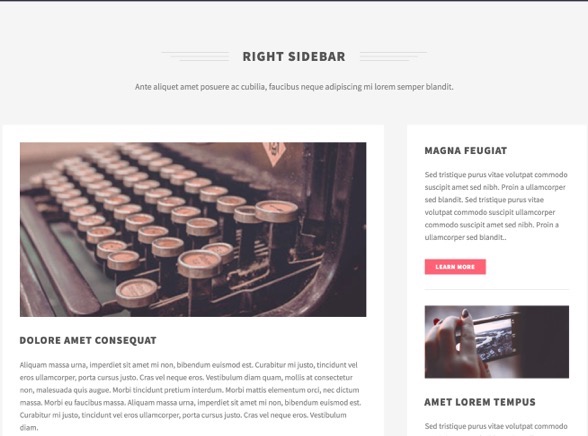 RIGHT SIDEBAR
Ante aliquet amet posuere ac cubilia, faucibus neque adipiscing mi lorem semper blandit.
DOLORE AMET CONSEQUAT
Aliquam massa urna, imperdiet sit amet mi non, bibendum euismod est. Curabitur mi justo, tincidunt vel
eros ullamcorper, porta cursus justo. Cras vel neque eros. Vestibulum diam quam, mollis at consectetur
non, malesuada quis augue. Morbi tincidunt pretium interdum. Morbi mattis elementum orci, nec dictum
massa. Morbi eu faucibus massa. Aliquam massa urna, imperdiet sit amet mi non, bibendum euismod est.
Curabitur mi justo, tincidunt vel eros ullamcorper, porta cursus justo. Cras vel neque eros. Vestibulum
diam.
MAGNA FEUGIAT
Sed tristique purus vitae volutpat commodo
suscipit amet sed nibh. Proin a ullamcorper
sed blandit. Sed tristique purus vitae
volutpat commodo suscipit ullamcorper
commodo suscipit amet sed nibh. Proin a
ullamcorper sed blandit..
LEARN MORE
AMET LOREM TEMPUS
Sed tristique purus vitae volutpat commodo